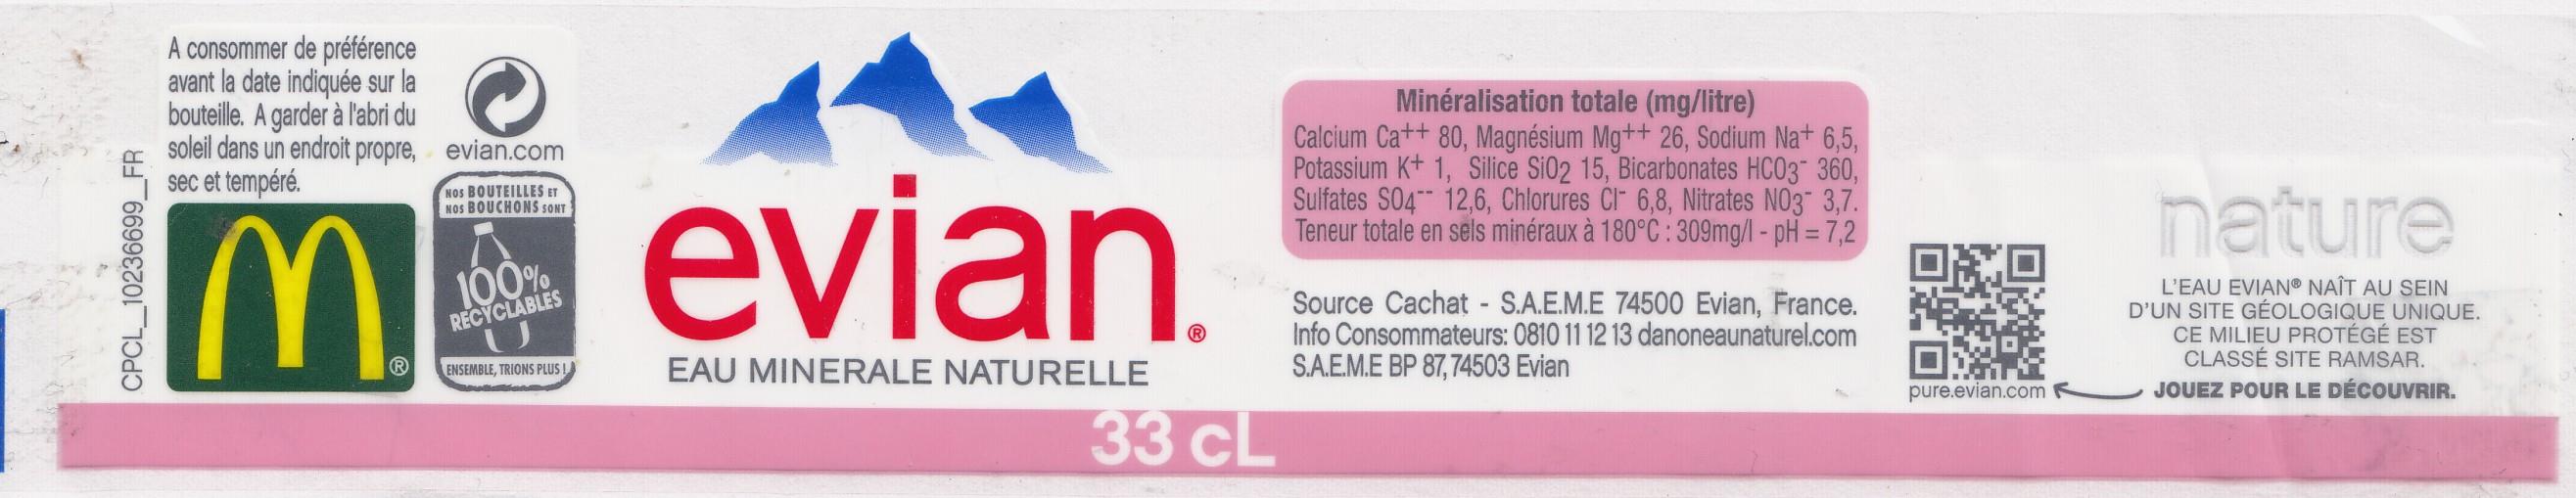 A consommer de préférence
avant la date indiquée sur la
bouteille. A garder à l'abri du
soleil dans un endroit propre,
sec et tempéré.
CPCL_10236699_FR
M®
evian.com
NOS BOUTEILLES ET
NOS BOUCHONS SONT
100%
RECYCLABLES
ENSEMBLE, TRIONS PLUS !
evian®
EAU MINERALE NATURELLE
33 cL
Minéralisation totale (mg/litre)
Calcium Ca++ 80, Magnésium Mg++ 26, Sodium Na+ 6,5,
Potassium K+ 1, Silice SiO2 15, Bicarbonates HCO3- 360,
Sulfates SO4-- 12,6, Chlorures Cl- 6,8, Nitrates NO3- 3,7.
Teneur totale en sels minéraux à 180°C : 309mg/l - pH = 7,2
Source Cachat - S.A.E.M.E 74500 Evian, France.
Info Consommateurs: 0810 11 12 13 danoneaunaturel.com
S.A.E.M.E BP 87, 74503 Evian
pure.evian.com
nature
L'EAU EVIAN® NAÎT AU SEIN
D'UN SITE GÉOLOGIQUE UNIQUE.
CE MILIEU PROTÉGÉ EST
CLASSÉ SITE RAMSAR.
JOUEZ POUR LE DÉCOUVRIR.